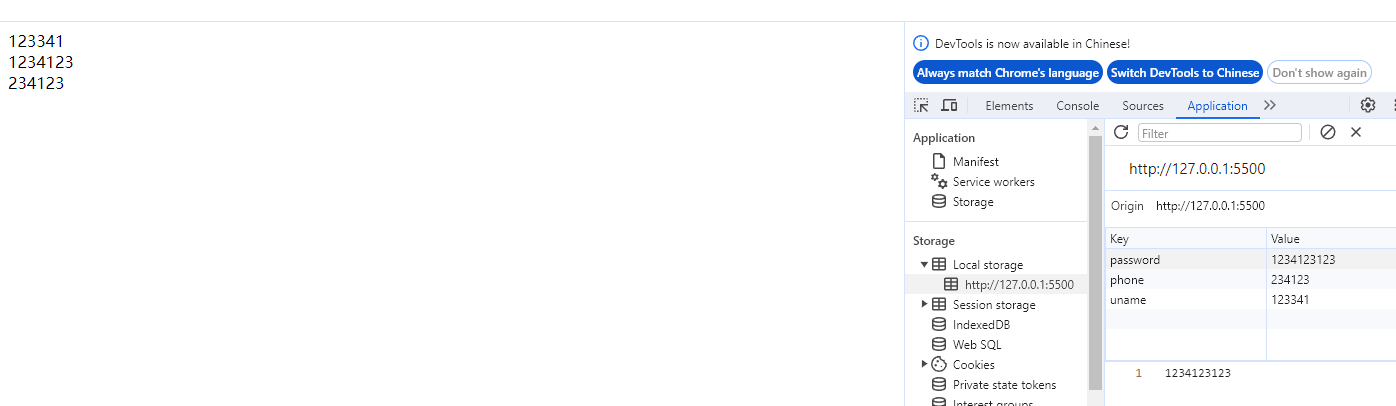 123341
1234123
234123
DevTools is now available in Chinese!
Always match Chrome's language Switch DevTools to Chinese Don't show again
Elements Console Sources Application
Application
Manifest
Service workers
Storage
Storage
Local storage
http://127.0.0.1:5500
Session storage
IndexedDB
Web SQL
Cookies
Private state tokens
Interest groups
Filter
http://127.0.0.1:5500
Origin http://127.0.0.1:5500
Key Value
password 1234123123
phone 234123
uname 123341
1 1234123123